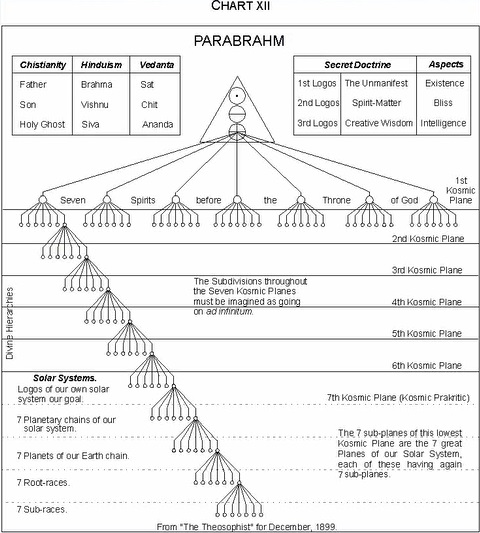 CHART XII
PARABRAHM
Chistianity Hinduism Vedanta
Father Brahma Sat
Son Vishnu Chit
Holy Ghost Siva Ananda
Secret Doctrine Aspects
1st Logos The Unmanifest Existence
2nd Logos Spirit-Matter Bliss
3rd Logos Creative Wisdom Intelligence
1st
Kosmic
Plane
Seven Spirits before the Throne of God
2nd Kosmic Plane
3rd Kosmic Plane
The Subdivisions throughout
the Seven Kosmic Planes
must be imagined as going
on ad infinitum.
4th Kosmic Plane
5th Kosmic Plane
6th Kosmic Plane
Divine Hierarchies
Solar Systems.
Logos of our own solar
system our goal.
7th Kosmic Plane (Kosmic Prakritic)
7 Planetary chains of our
solar system.
The 7 sub-planes of this lowest
Kosmic Plane are the 7 great
Planes of our Solar System,
each of these having again
7 sub-planes.
7 Planets of our Earth chain.
7 Root-races.
7 Sub-races.
From "The Theosophist" for December, 1899.